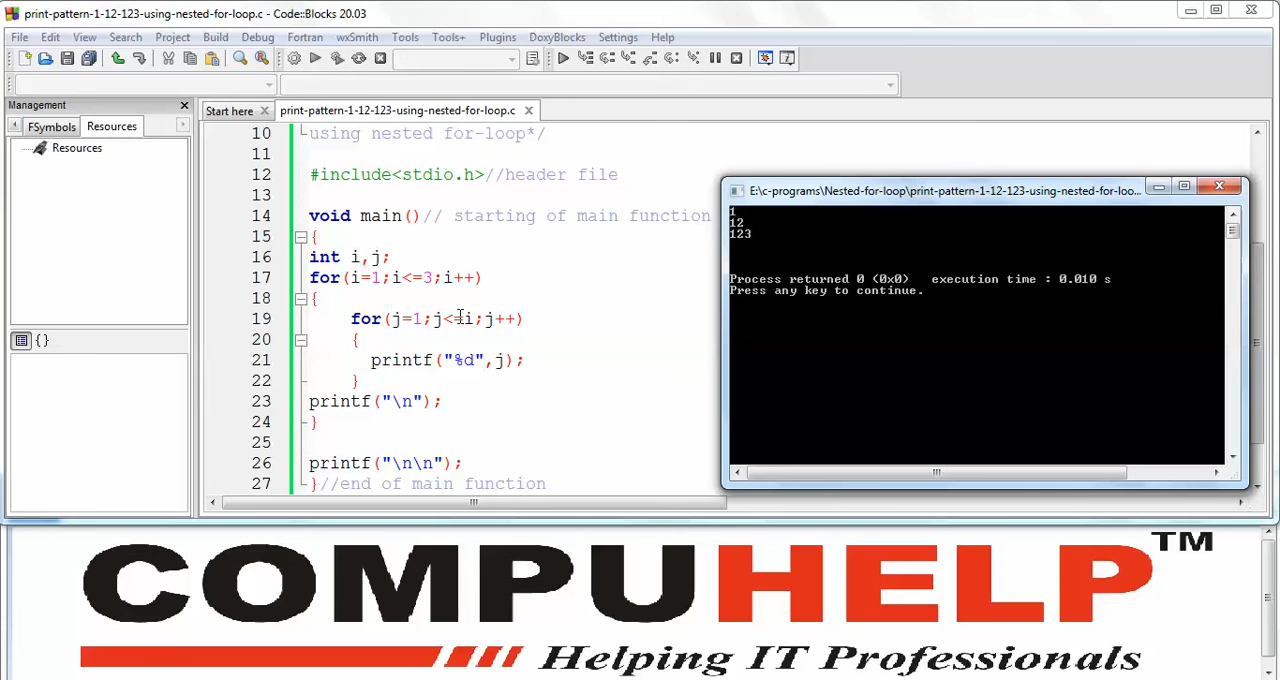 print-pattern-1-12-123-using-nested-for-loop.c - Code::Blocks 20.03
File Edit View Search Project Build Debug Fortran wxSmith Tools Tools+ Plugins DoxyBlocks Settings Help
Management
Start here print-pattern-1-12-123-using-nested-for-loop.c
FSymbols Resources
Resources
{}
10 using nested for-loop*/
11
12 #include<stdio.h>//header file
13
14 void main()// starting of main function
15 {
16 int i,j;
17 for(i=1;i<=3;i++)
18 {
19 for(j=1;j<=i;j++)
20 {
21 printf("%d",j);
22 }
23 printf("\n");
24 }
25
26 printf("\n\n");
27 }//end of main function
E:\c-programs\Nested-for-loop\print-pattern-1-12-123-using-nested-for-loo...
1
12
123
Process returned 0 (0x0) execution time : 0.010 s
Press any key to continue.
COMPUHELP TM
Helping IT Professionals